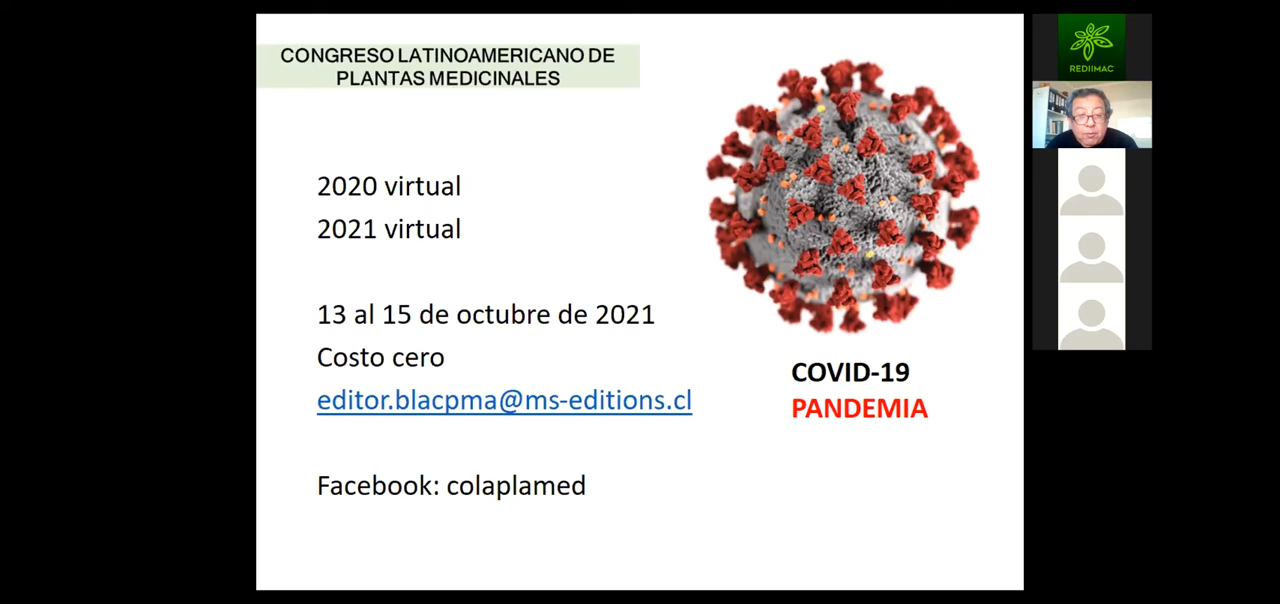 CONGRESO LATINOAMERICANO DE
PLANTAS MEDICINALES
2020 virtual
2021 virtual
13 al 15 de octubre de 2021
Costo cero
editor.blacpma@ms-editions.cl
Facebook: colaplamed
COVID-19
PANDEMIA
REDIIMAC